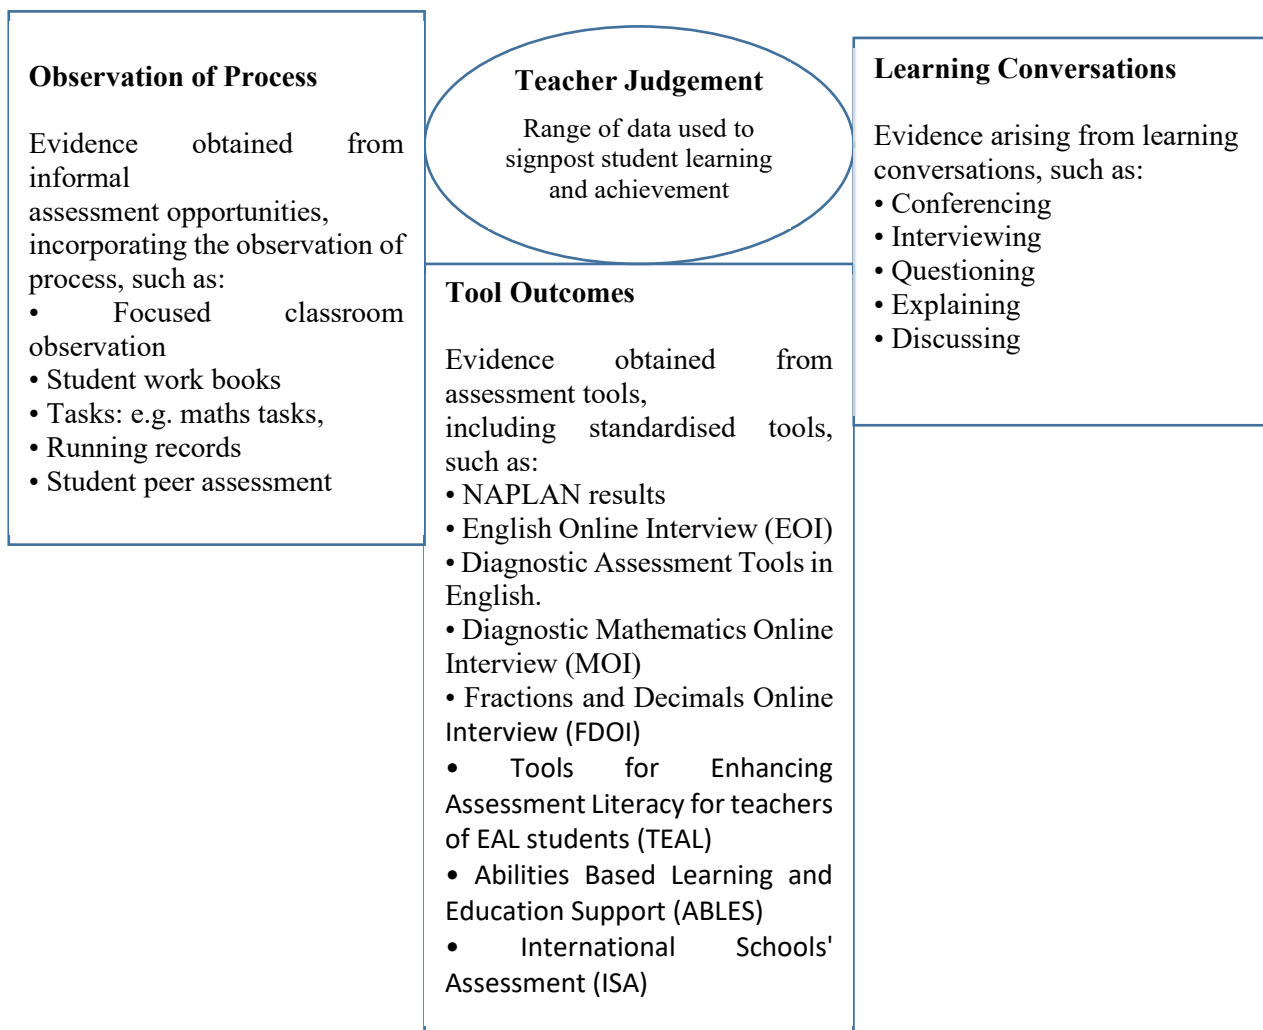 Observation of Process
Evidence obtained from
informal
assessment opportunities,
incorporating the observation of
process, such as:
• Focused classroom
observation
• Student work books
• Tasks: e.g. maths tasks,
• Running records
• Student peer assessment
Teacher Judgement
Range of data used to
signpost student learning
and achievement
Learning Conversations
Evidence arising from learning
conversations, such as:
• Conferencing
• Interviewing
• Questioning
• Explaining
• Discussing
Tool Outcomes
Evidence obtained from
assessment tools,
including standardised tools,
such as:
• NAPLAN results
• English Online Interview (EOI)
• Diagnostic Assessment Tools in
English.
• Diagnostic Mathematics Online
Interview (MOI)
• Fractions and Decimals Online
Interview (FDOI)
• Tools for Enhancing
Assessment Literacy for teachers
of EAL students (TEAL)
• Abilities Based Learning and
Education Support (ABLES)
• International Schools'
Assessment (ISA)